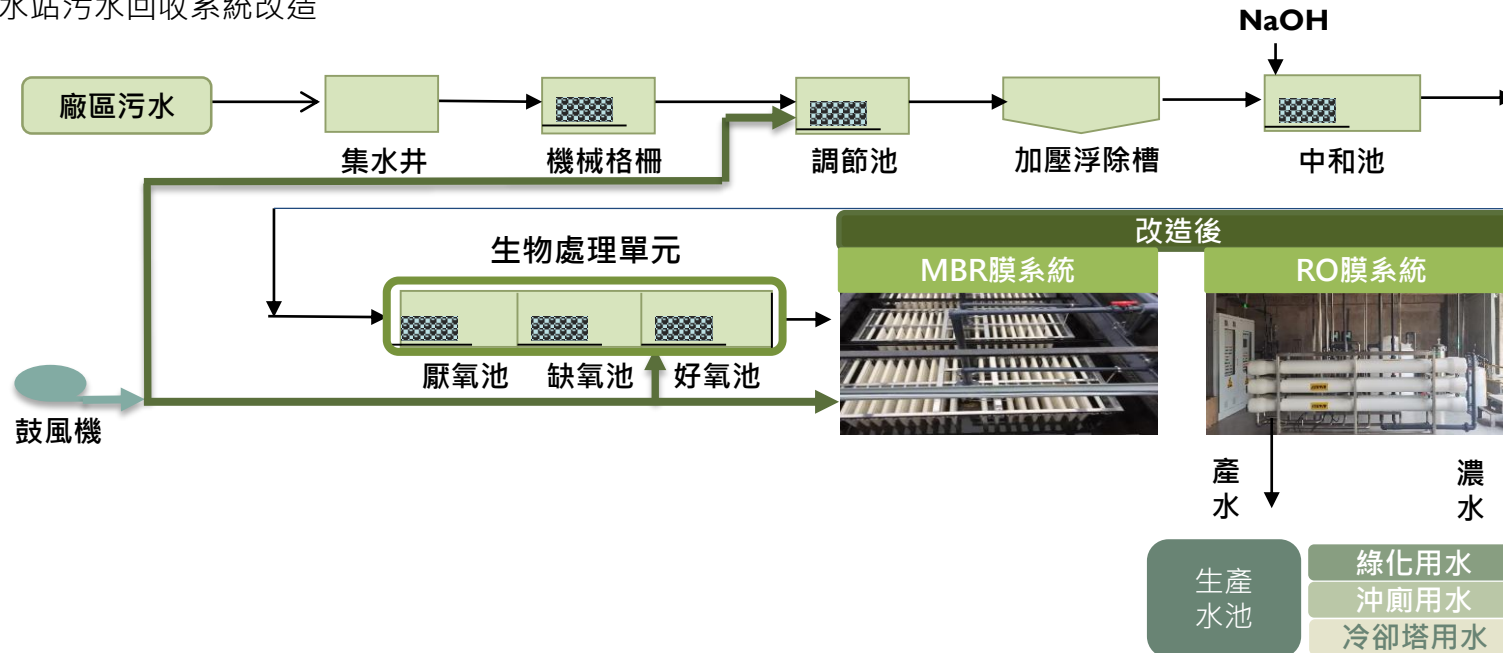 水站污水回收系統改造
NaOH
廠區污水
集水井
機械格柵
調節池
加壓浮除槽
中和池
生物處理單元
改造後
MBR膜系統
RO膜系統
厭氧池
缺氧池
好氧池
鼓風機
產
水
濃
水
生產
水池
綠化用水
沖廁用水
冷卻塔用水